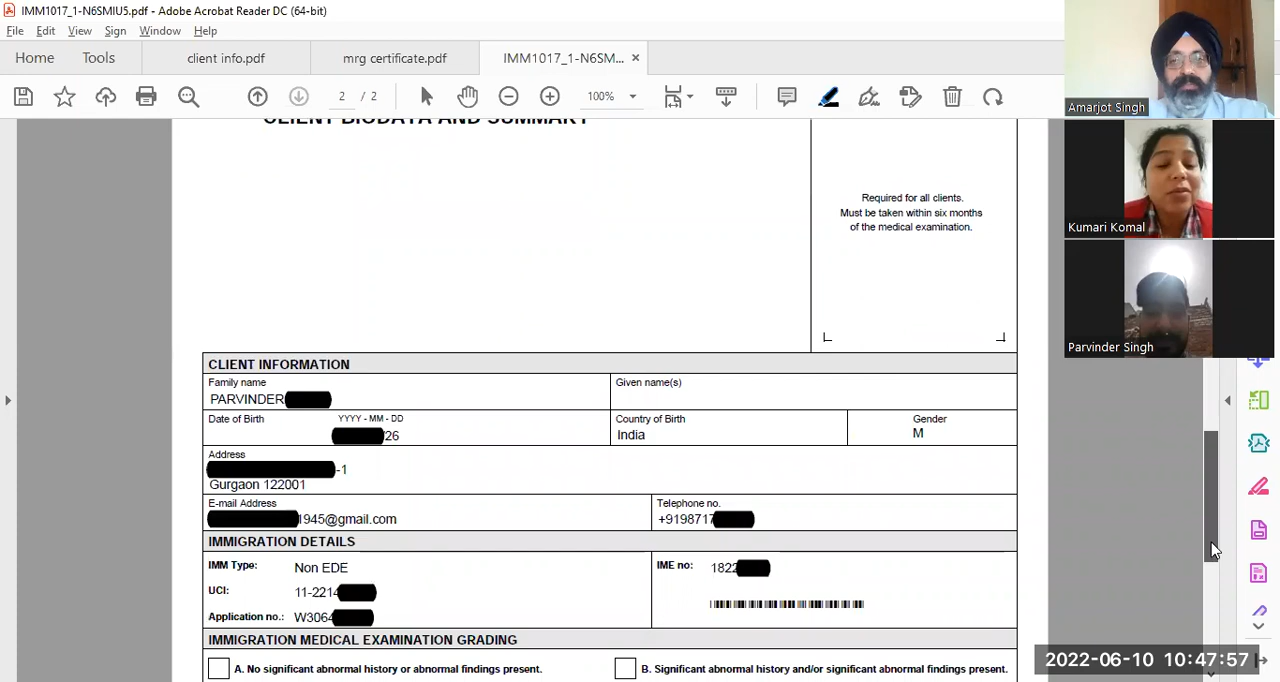 IMM1017_1-N6SMIU5.pdf - Adobe Acrobat Reader DC (64-bit)
File Edit View Sign Window Help
Home Tools client info.pdf mrg certificate.pdf IMM1017_1-N6SM... ×
2 / 2 100%
CLIENT BIODATA AND SUMMARY
Required for all clients.
Must be taken within six months
of the medical examination.
Amarjot Singh
Kumari Komal
Parvinder Singh
CLIENT INFORMATION
Family name Given name(s)
PARVINDER
Date of Birth YYYY - MM - DD Country of Birth Gender
/26 India M
Address
-1
Gurgaon 122001
E-mail Address Telephone no.
1945@gmail.com +919871
IMMIGRATION DETAILS
IMM Type: Non EDE IME no: 1822
UCI: 11-2214
Application no.: W3064
IMMIGRATION MEDICAL EXAMINATION GRADING
A. No significant abnormal history or abnormal findings present. B. Significant abnormal history and/or significant abnormal findings present.
2022-06-10 10:47:57